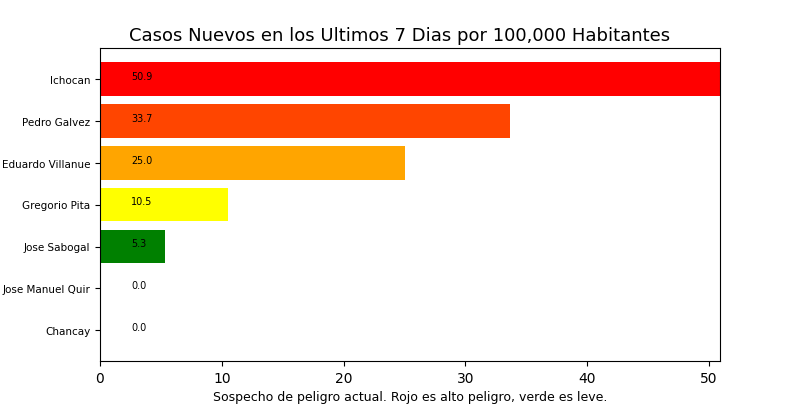 Casos Nuevos en los Ultimos 7 Dias por 100,000 Habitantes
Ichocan 50.9
Pedro Galvez 33.7
Eduardo Villanue 25.0
Gregorio Pita 10.5
Jose Sabogal 5.3
Jose Manuel Quir 0.0
Chancay 0.0
0 10 20 30 40 50
Sospecho de peligro actual. Rojo es alto peligro, verde es leve.